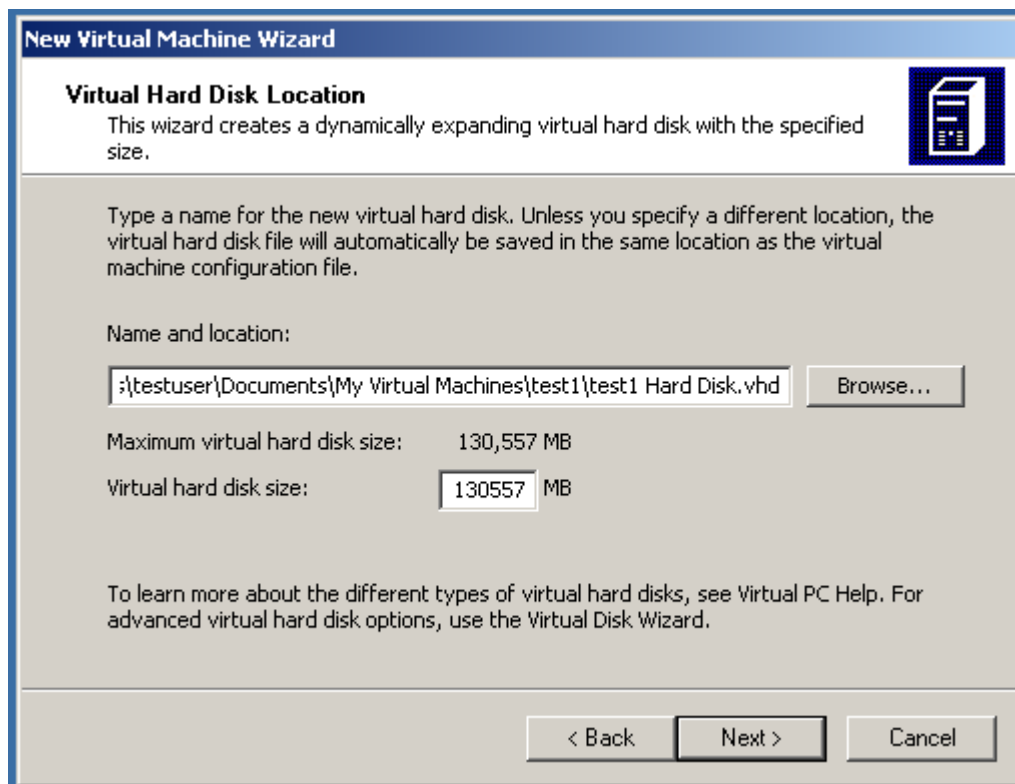 New Virtual Machine Wizard
Virtual Hard Disk Location
This wizard creates a dynamically expanding virtual hard disk with the specified
size.
Type a name for the new virtual hard disk. Unless you specify a different location, the
virtual hard disk file will automatically be saved in the same location as the virtual
machine configuration file.
Name and location:
\testuser\Documents\My Virtual Machines\test1\test1 Hard Disk.vhd Browse...
Maximum virtual hard disk size: 130,557 MB
Virtual hard disk size: 130557 MB
To learn more about the different types of virtual hard disks, see Virtual PC Help. For
advanced virtual hard disk options, use the Virtual Disk Wizard.
< Back Next > Cancel